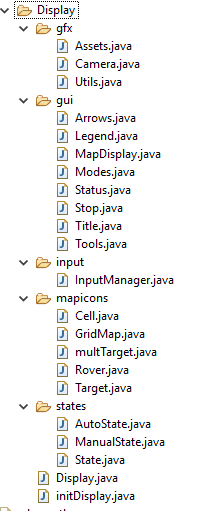 Display
gfx
Assets.java
Camera.java
Utils.java
gui
Arrows.java
Legend.java
MapDisplay.java
Modes.java
Status.java
Stop.java
Title.java
Tools.java
input
InputManager.java
mapicons
Cell.java
GridMap.java
multTarget.java
Rover.java
Target.java
states
AutoState.java
ManualState.java
State.java
Display.java
initDisplay.java